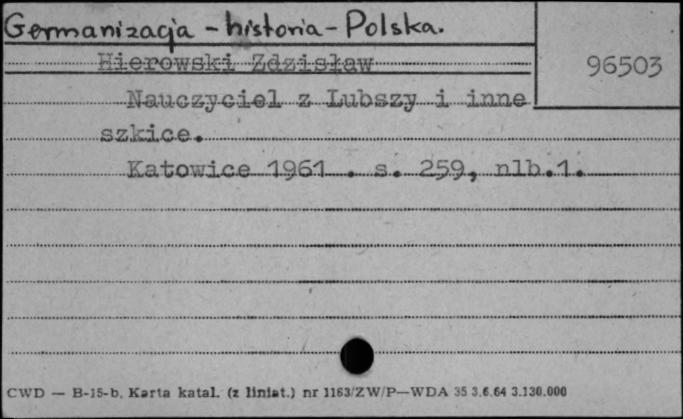 Germanizacja - historia - Polska.
Hierowski Zdzisław
96503
Nauczyciel z Lubszy i inne
szkice.
Katowice 1961 . s. 259, nlb.1.
CWD — B-15-b, Karta katal. (z liniat.) nr 1163/ZW/P—WDA 35 3.6.64 3.130.000